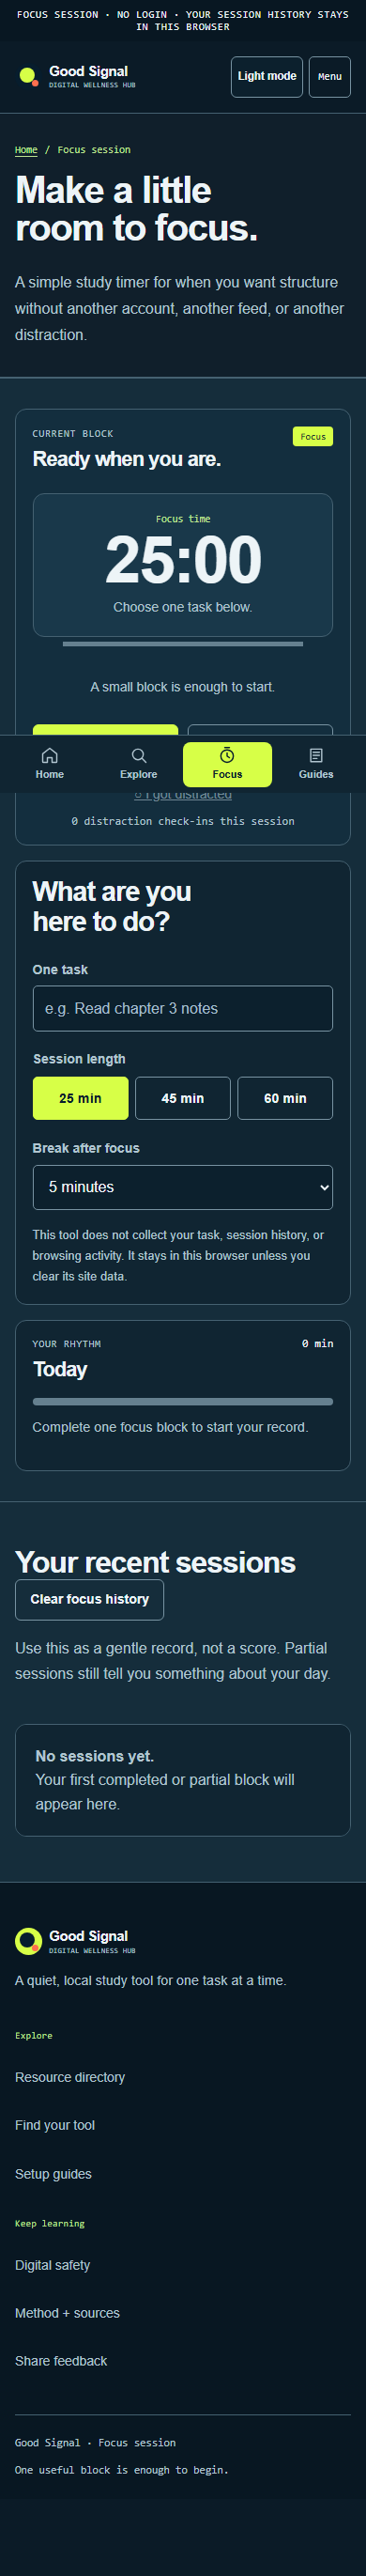 FOCUS SESSION · NO LOGIN · YOUR SESSION HISTORY STAYS
IN THIS BROWSER
Good Signal
DIGITAL WELLNESS HUB
Light mode
Menu
Home / Focus session
Make a little
room to focus.
A simple study timer for when you want structure
without another account, another feed, or another
distraction.
CURRENT BLOCK
Focus
Ready when you are.
Focus time
25:00
Choose one task below.
A small block is enough to start.
Home
Explore
Focus
Guides
I got distracted
0 distraction check-ins this session
What are you
here to do?
One task
e.g. Read chapter 3 notes
Session length
25 min
45 min
60 min
Break after focus
5 minutes
This tool does not collect your task, session history, or
browsing activity. It stays in this browser unless you
clear its site data.
YOUR RHYTHM
0 min
Today
Complete one focus block to start your record.
Your recent sessions
Clear focus history
Use this as a gentle record, not a score. Partial
sessions still tell you something about your day.
No sessions yet.
Your first completed or partial block will
appear here.
Good Signal
DIGITAL WELLNESS HUB
A quiet, local study tool for one task at a time.
Explore
Resource directory
Find your tool
Setup guides
Keep learning
Digital safety
Method + sources
Share feedback
Good Signal · Focus session
One useful block is enough to begin.